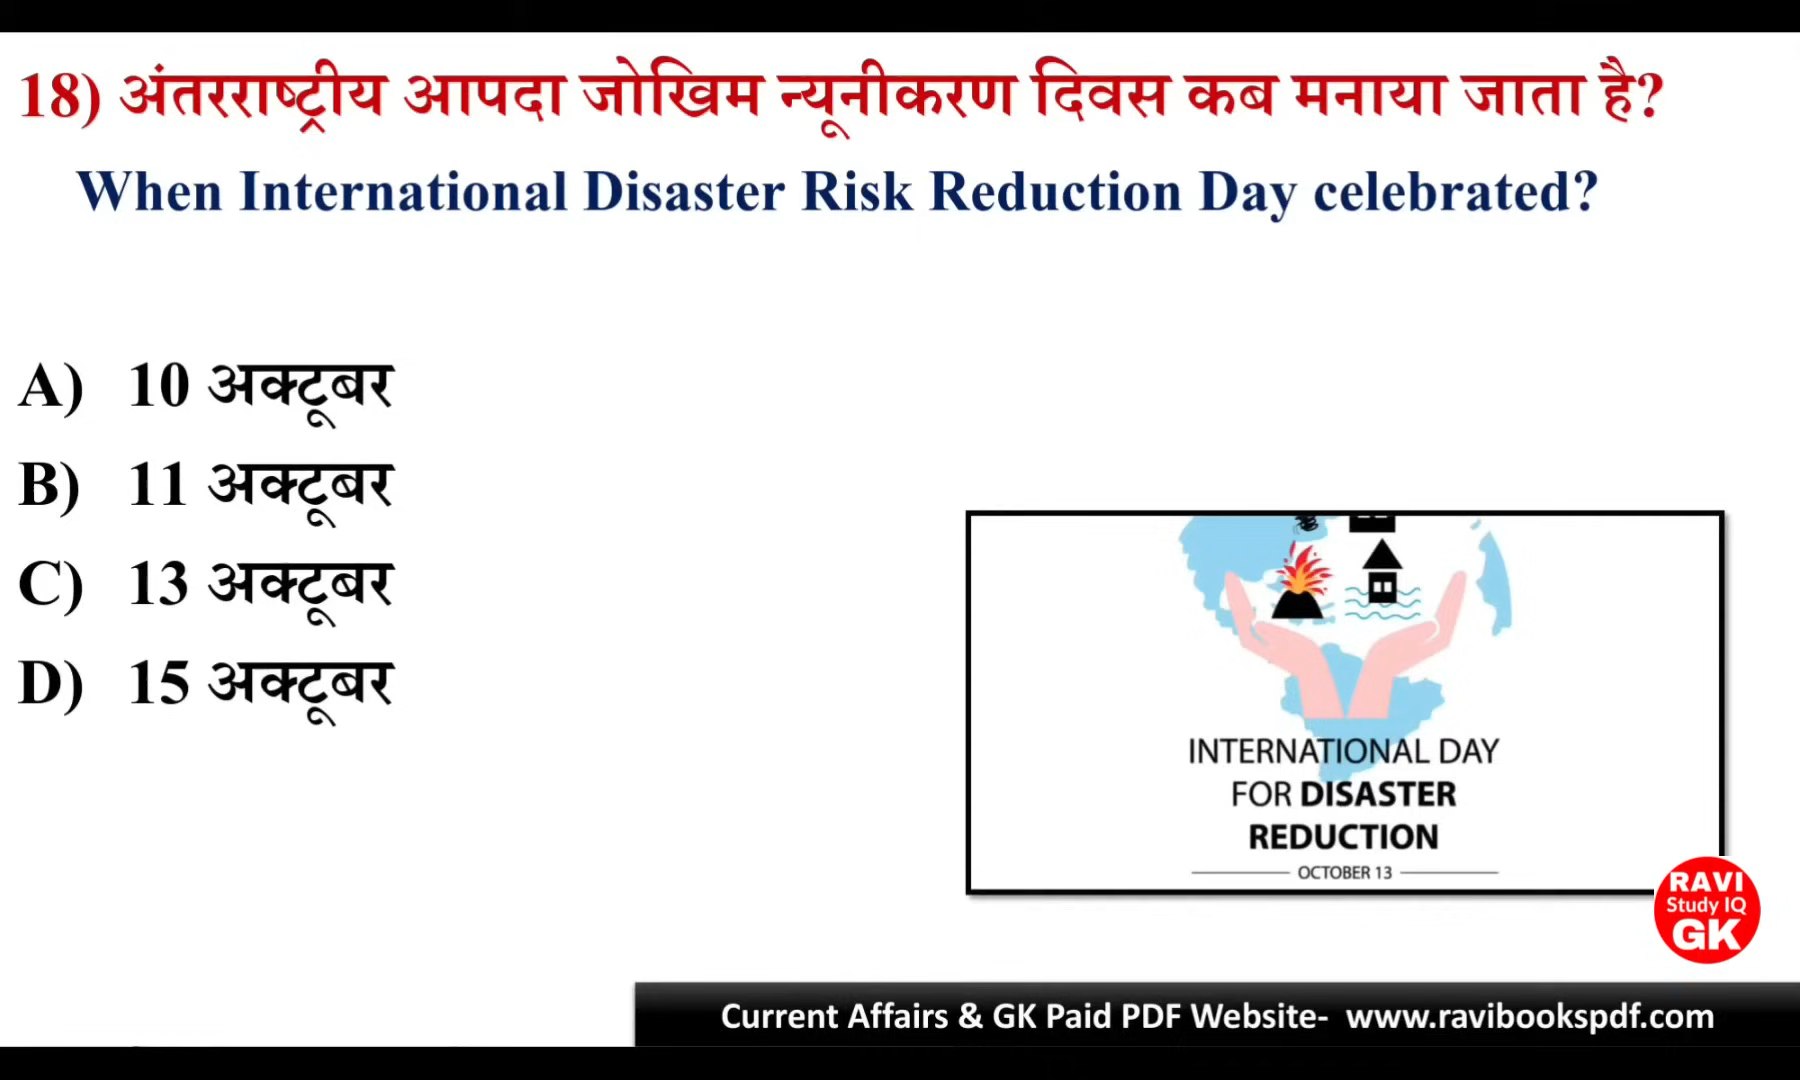 18) अंतरराष्ट्रीय आपदा जोखिम न्यूनीकरण दिवस कब मनाया जाता है?
When International Disaster Risk Reduction Day celebrated?
A) 10 अक्टूबर
B) 11 अक्टूबर
C) 13 अक्टूबर
D) 15 अक्टूबर
INTERNATIONAL DAY
FOR DISASTER
REDUCTION
OCTOBER 13
RAVI
Study IQ
GK
Current Affairs & GK Paid PDF Website- www.ravibookspdf.com